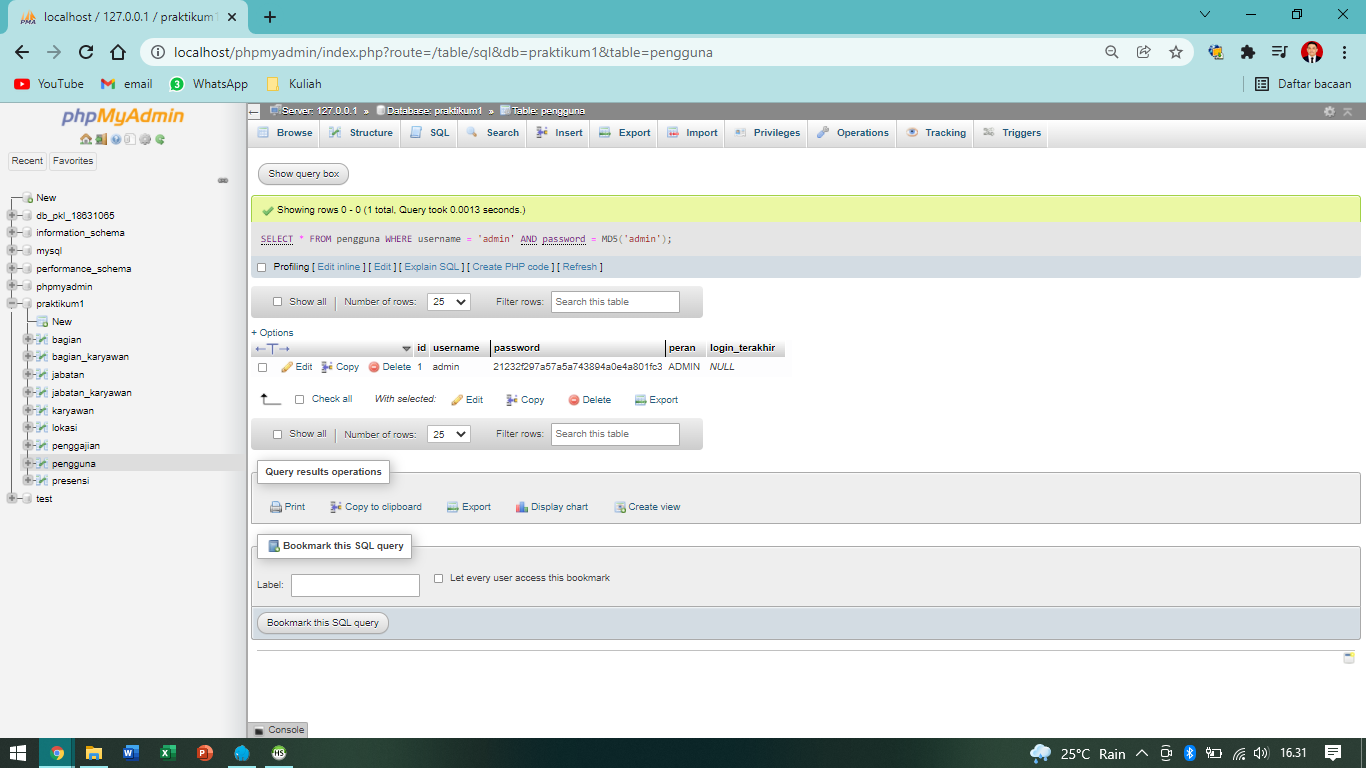 localhost / 127.0.0.1 / praktikum1
localhost/phpmyadmin/index.php?route=/table/sql&db=praktikum1&table=pengguna
YouTube email 3 WhatsApp Kuliah Daftar bacaan
phpMyAdmin
Recent Favorites
New
db_pkl_18631065
information_schema
mysql
performance_schema
phpmyadmin
praktikum1
New
bagian
bagian_karyawan
jabatan
jabatan_karyawan
karyawan
lokasi
penggajian
pengguna
presensi
test
Server: 127.0.0.1 » Database: praktikum1 » Table: pengguna
Browse Structure SQL Search Insert Export Import Privileges Operations Tracking Triggers
Show query box
Showing rows 0 - 0 (1 total, Query took 0.0013 seconds.)
SELECT * FROM pengguna WHERE username = 'admin' AND password = MD5('admin');
Profiling [ Edit inline ] [ Edit ] [ Explain SQL ] [ Create PHP code ] [ Refresh ]
Show all Number of rows: 25 Filter rows: Search this table
+ Options
←T→ id username password peran login_terakhir
Edit Copy Delete 1 admin 21232f297a57a5a743894a0e4a801fc3 ADMIN NULL
Check all With selected: Edit Copy Delete Export
Show all Number of rows: 25 Filter rows: Search this table
Query results operations
Print Copy to clipboard Export Display chart Create view
Bookmark this SQL query
Label: Let every user access this bookmark
Bookmark this SQL query
Console
25°C Rain 16.31